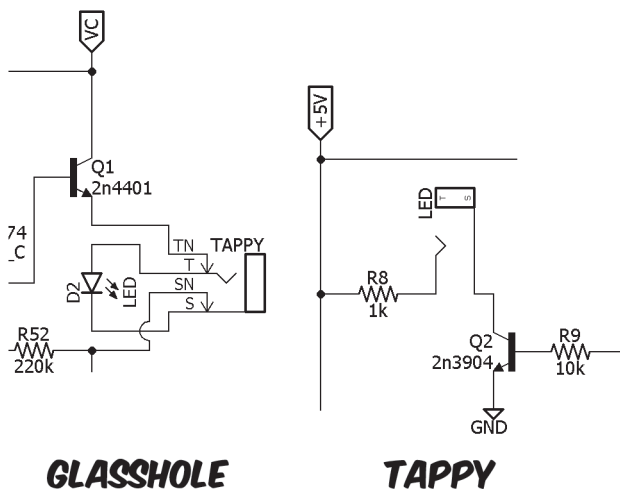 VC
Q1
2n4401
74
_C
TN
TAPPY
T
SN
S
D2
LED
R52
220k
GLASSHOLE
+5V
LED
T
S
R8
1k
Q2
2n3904
R9
10k
GND
TAPPY